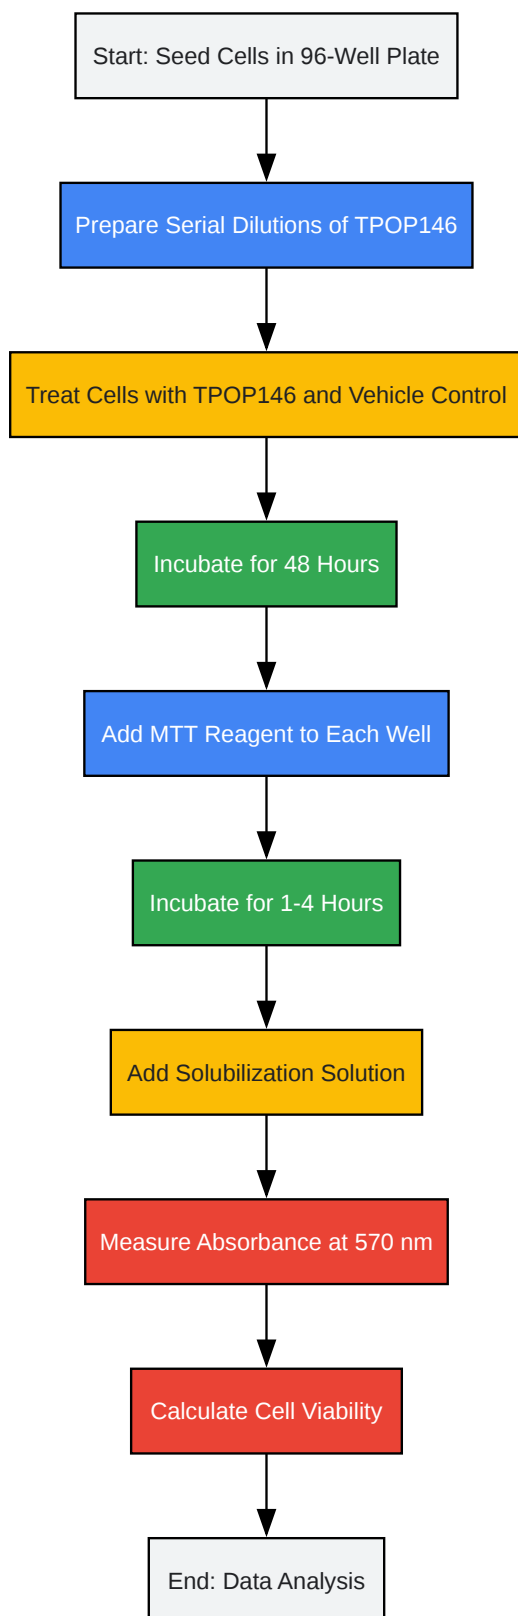 Start: Seed Cells in 96-Well Plate
Prepare Serial Dilutions of TPOP146
Treat Cells with TPOP146 and Vehicle Control
Incubate for 48 Hours
Add MTT Reagent to Each Well
Incubate for 1-4 Hours
Add Solubilization Solution
Measure Absorbance at 570 nm
Calculate Cell Viability
End: Data Analysis